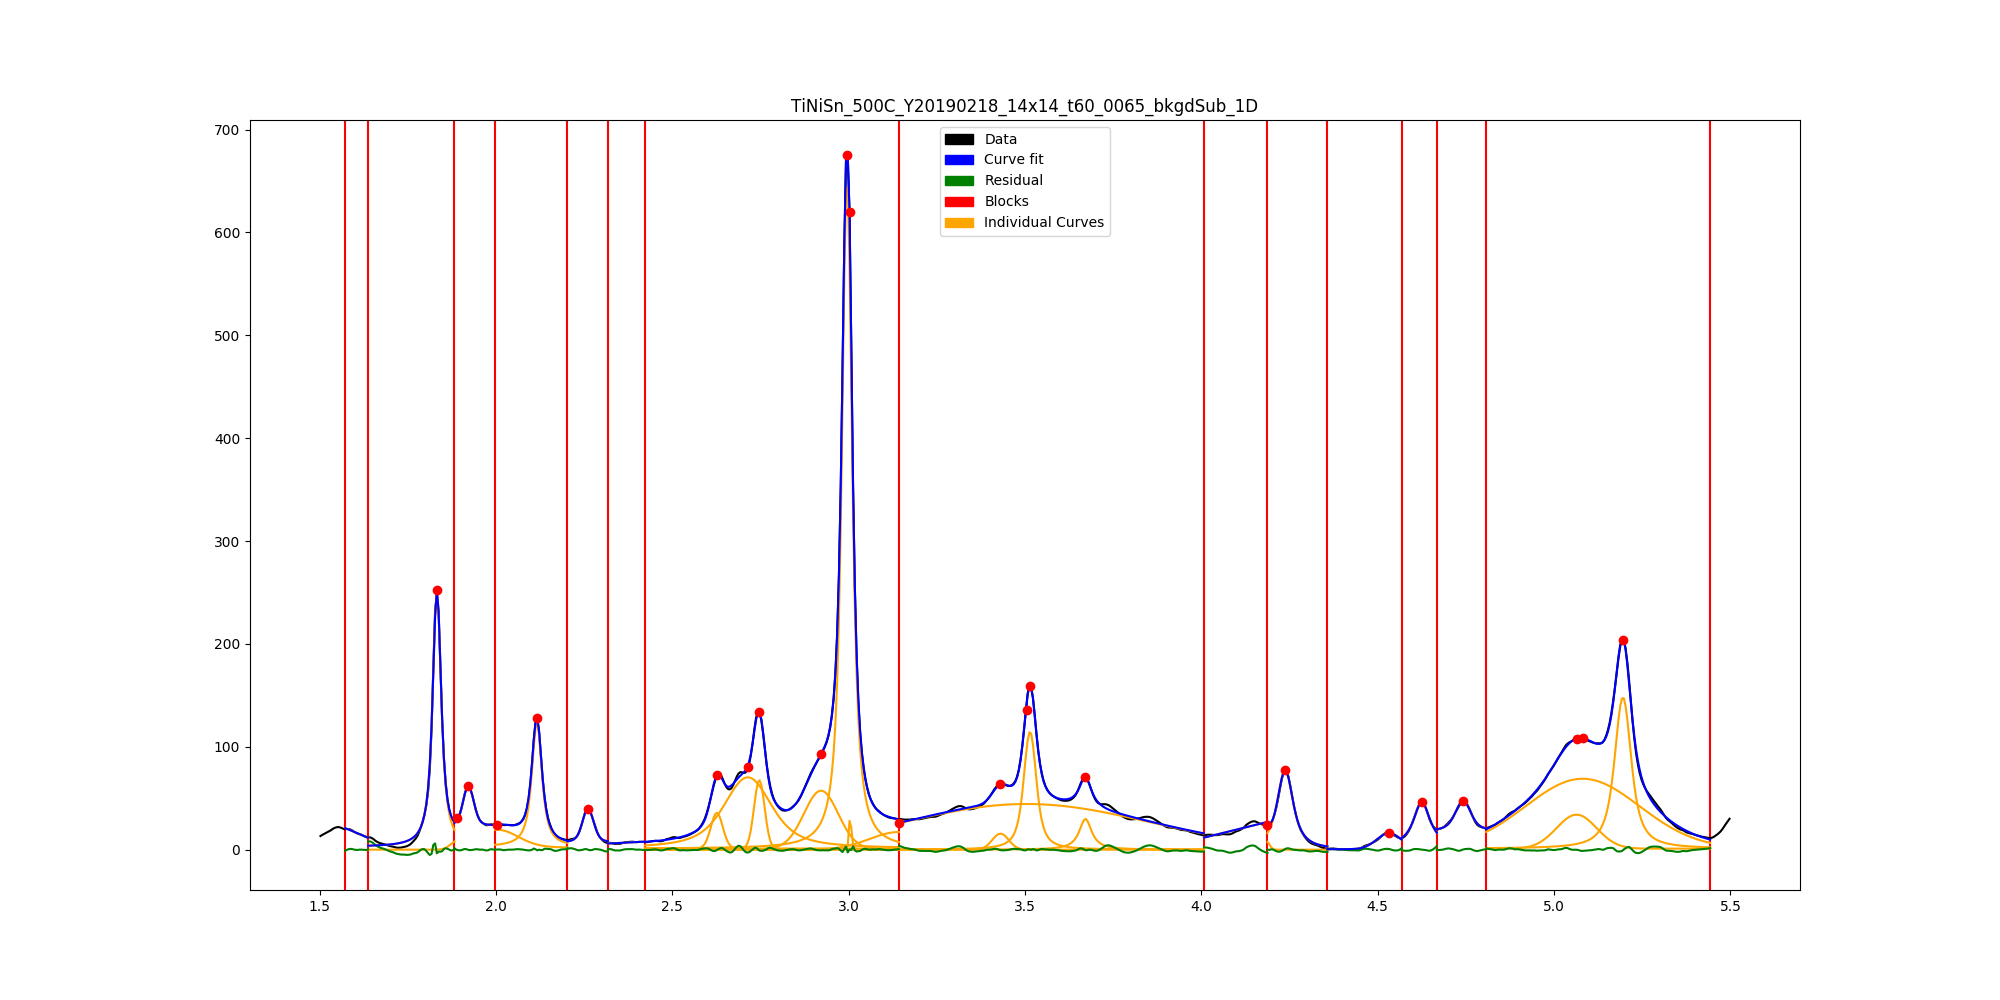 TiNiSn_500C_Y20190218_14x14_t60_0065_bkgdSub_1D
700
600
500
400
300
200
100
0
Data
Curve fit
Residual
Blocks
Individual Curves
1.5 2.0 2.5 3.0 3.5 4.0 4.5 5.0 5.5